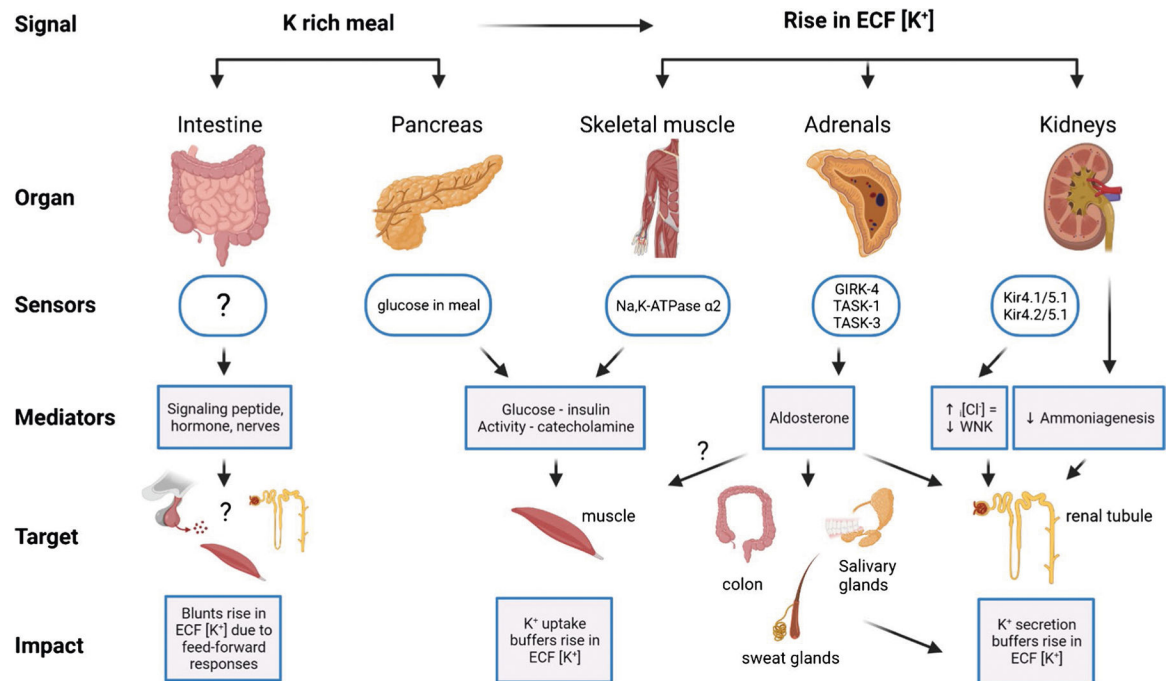 Signal
K rich meal
Rise in ECF [K⁺]
Intestine
Pancreas
Skeletal muscle
Adrenals
Kidneys
Organ
Sensors
?
glucose in meal
Na,K-ATPase α2
GIRK-4
TASK-1
TASK-3
Kir4.1/5.1
Kir4.2/5.1
Mediators
Signaling peptide,
hormone, nerves
Glucose - insulin
Activity - catecholamine
Aldosterone
↑ ᵢ[Cl⁻] =
↓ WNK
↓ Ammoniagenesis
?
Target
?
muscle
colon
Salivary
glands
sweat glands
renal tubule
Impact
Blunts rise in
ECF [K⁺] due to
feed-forward
responses
K⁺ uptake
buffers rise in
ECF [K⁺]
K⁺ secretion
buffers rise in
ECF [K⁺]